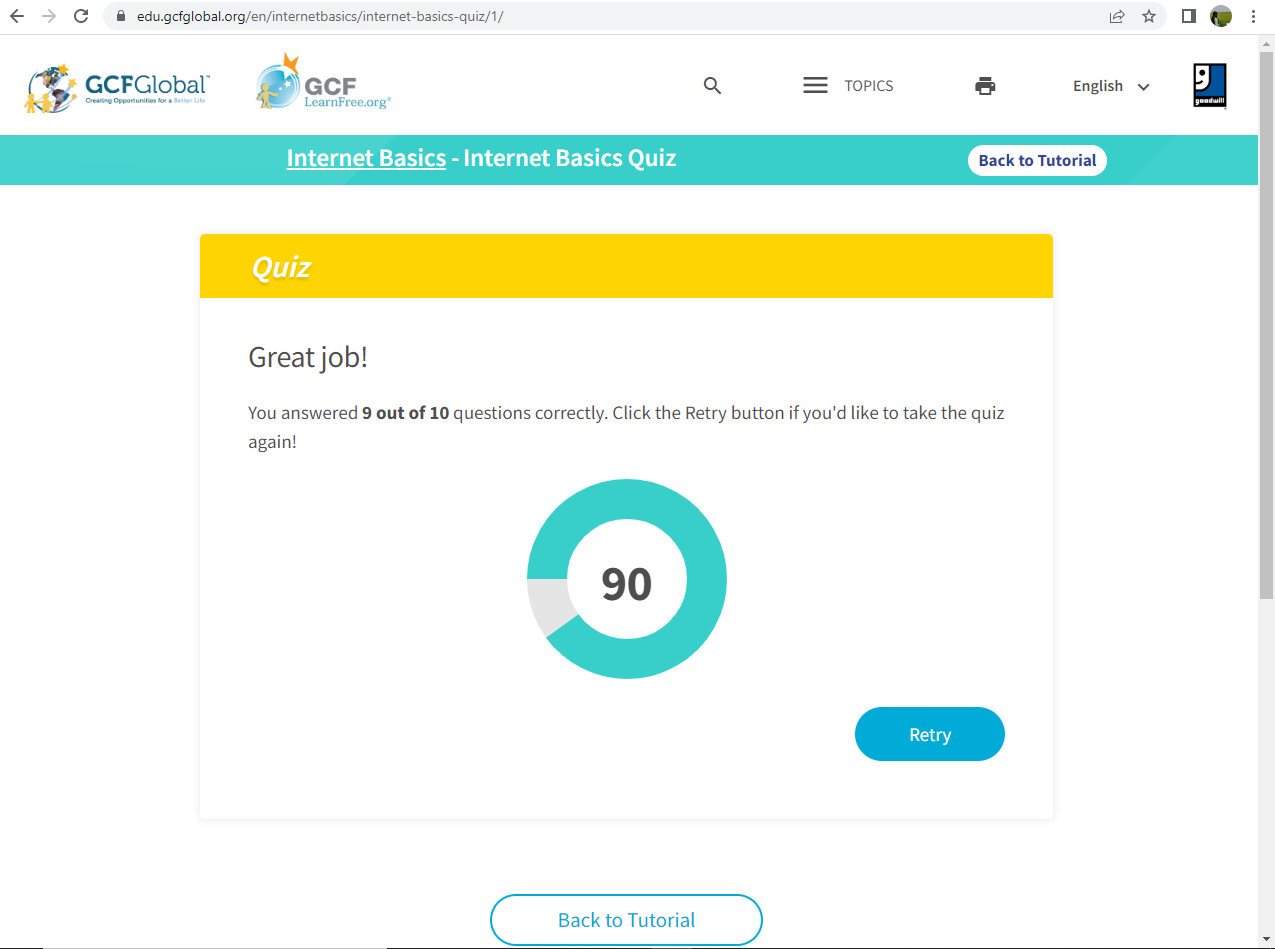 edu.gcfglobal.org/en/internetbasics/internet-basics-quiz/1/
GCFGlobal™
Creating Opportunities for a Better Life
GCF
LearnFree.org®
TOPICS
English
goodwill
Internet Basics - Internet Basics Quiz
Back to Tutorial
Quiz
Great job!
You answered 9 out of 10 questions correctly. Click the Retry button if you'd like to take the quiz
again!
90
Retry
Back to Tutorial